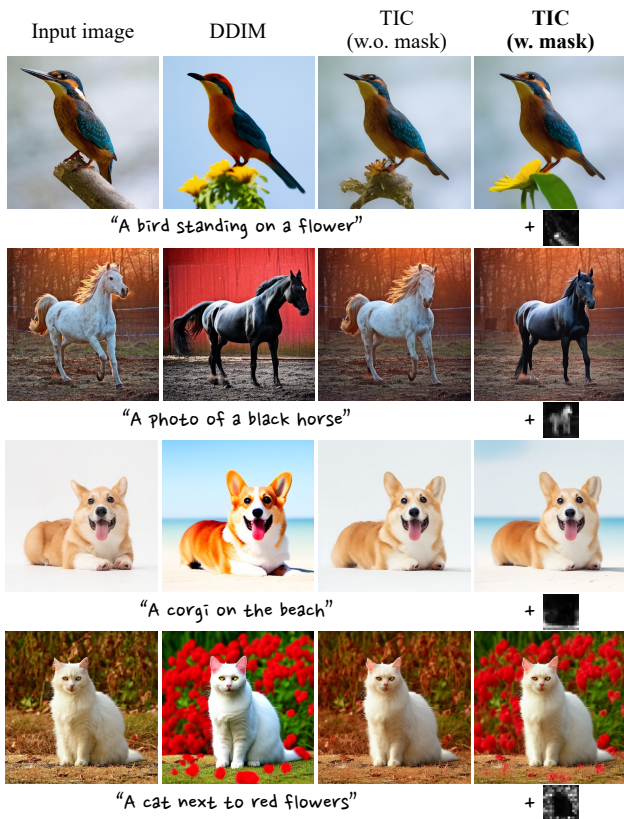 Input image
DDIM
TIC
(w.o. mask)
TIC
(w. mask)
“A bird standing on a flower”
+
“A photo of a black horse”
+
“A corgi on the beach”
+
“A cat next to red flowers”
+